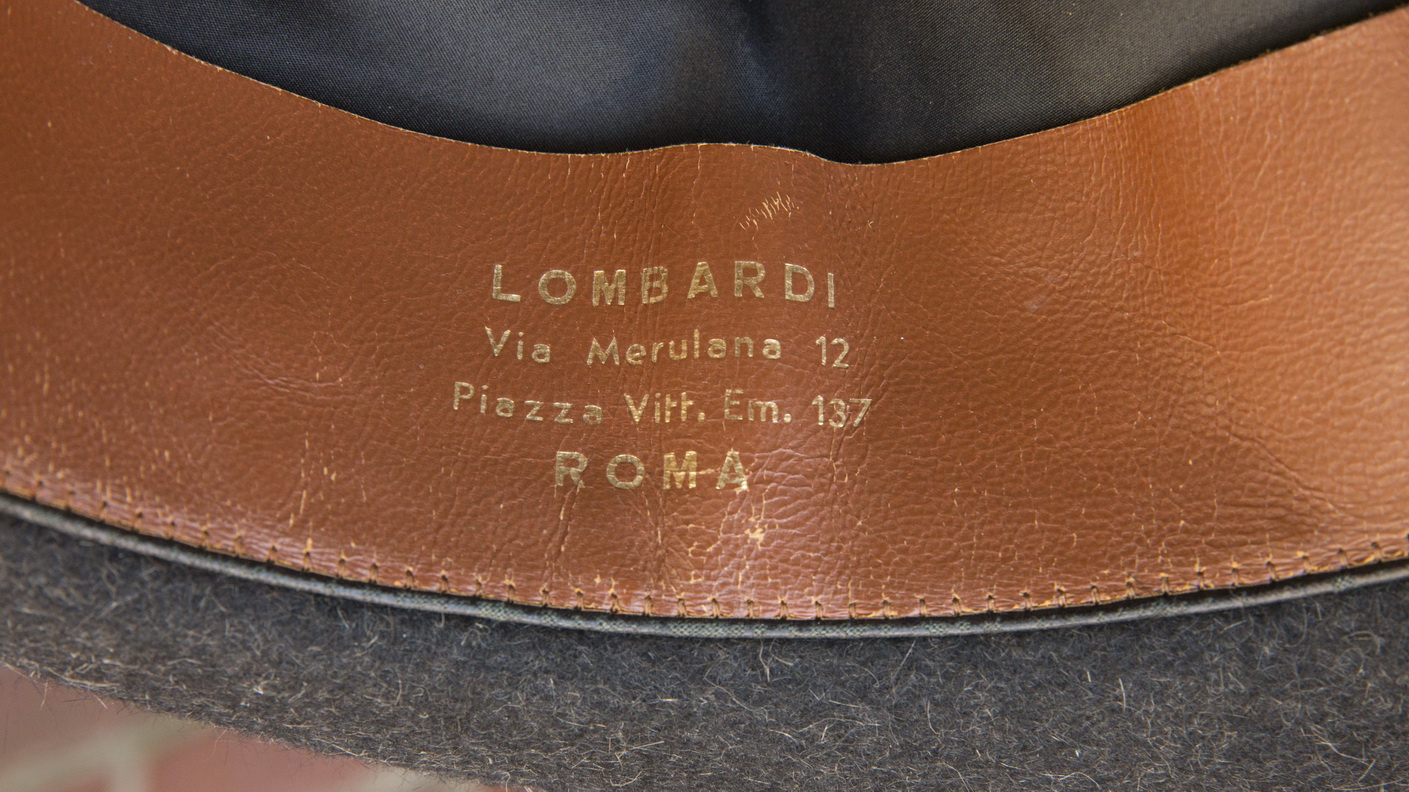 LOMBARDI
Via Merulana 12
Piazza Vitt. Em. 137
ROMA